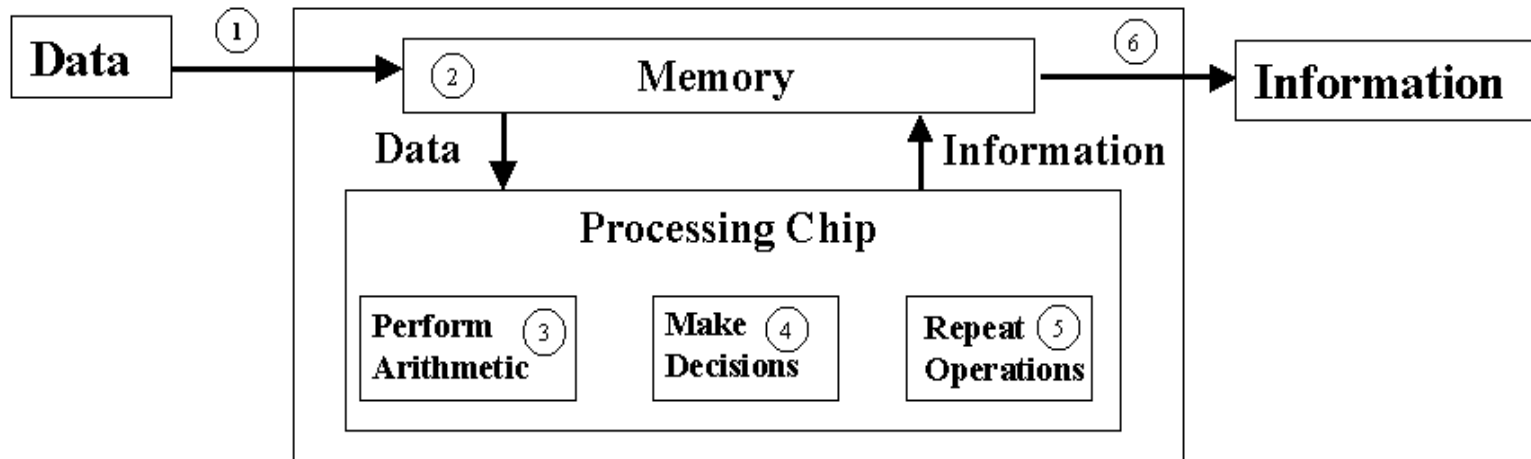 Data
1
2
Memory
6
Information
Data
Information
Processing Chip
Perform 3
Arithmetic
Make 4
Decisions
Repeat 5
Operations